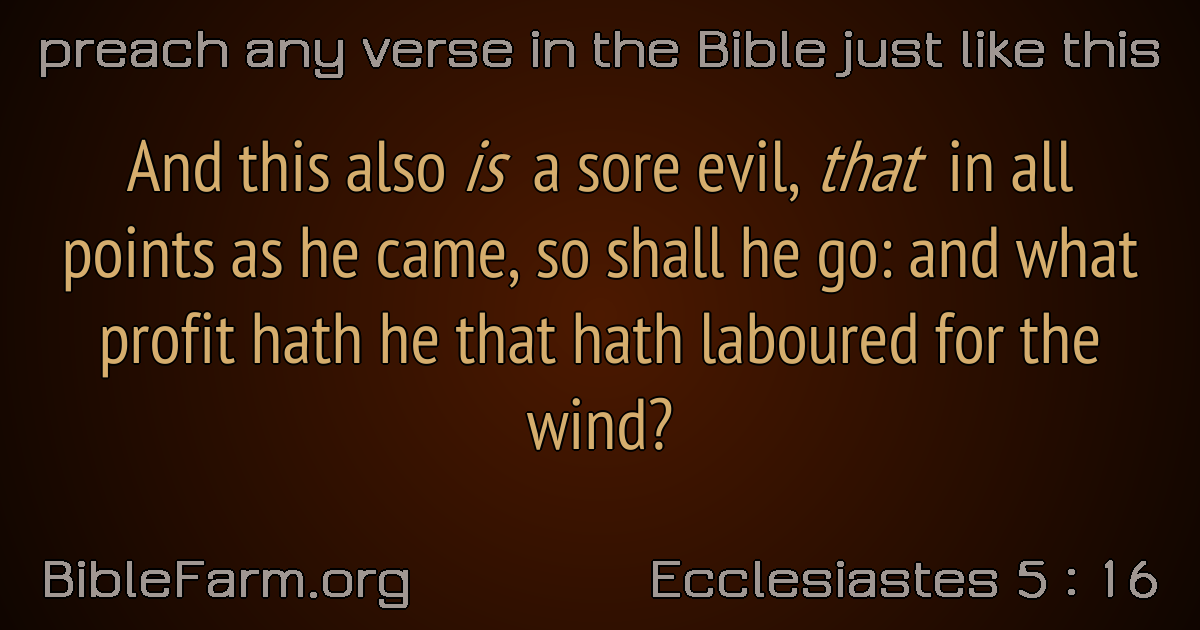 preach any verse in the Bible just like this
And this also is a sore evil, that in all
points as he came, so shall he go: and what
profit hath he that hath laboured for the
wind?
BibleFarm.org
Ecclesiastes 5 : 16